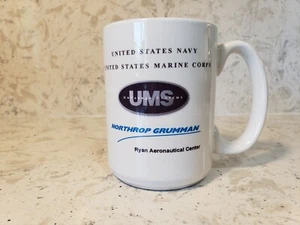 UNITED STATES NAVY
UNITED STATES MARINE CORPS
UMS
NORTHROP GRUMMAN
Ryan Aeronautical Center